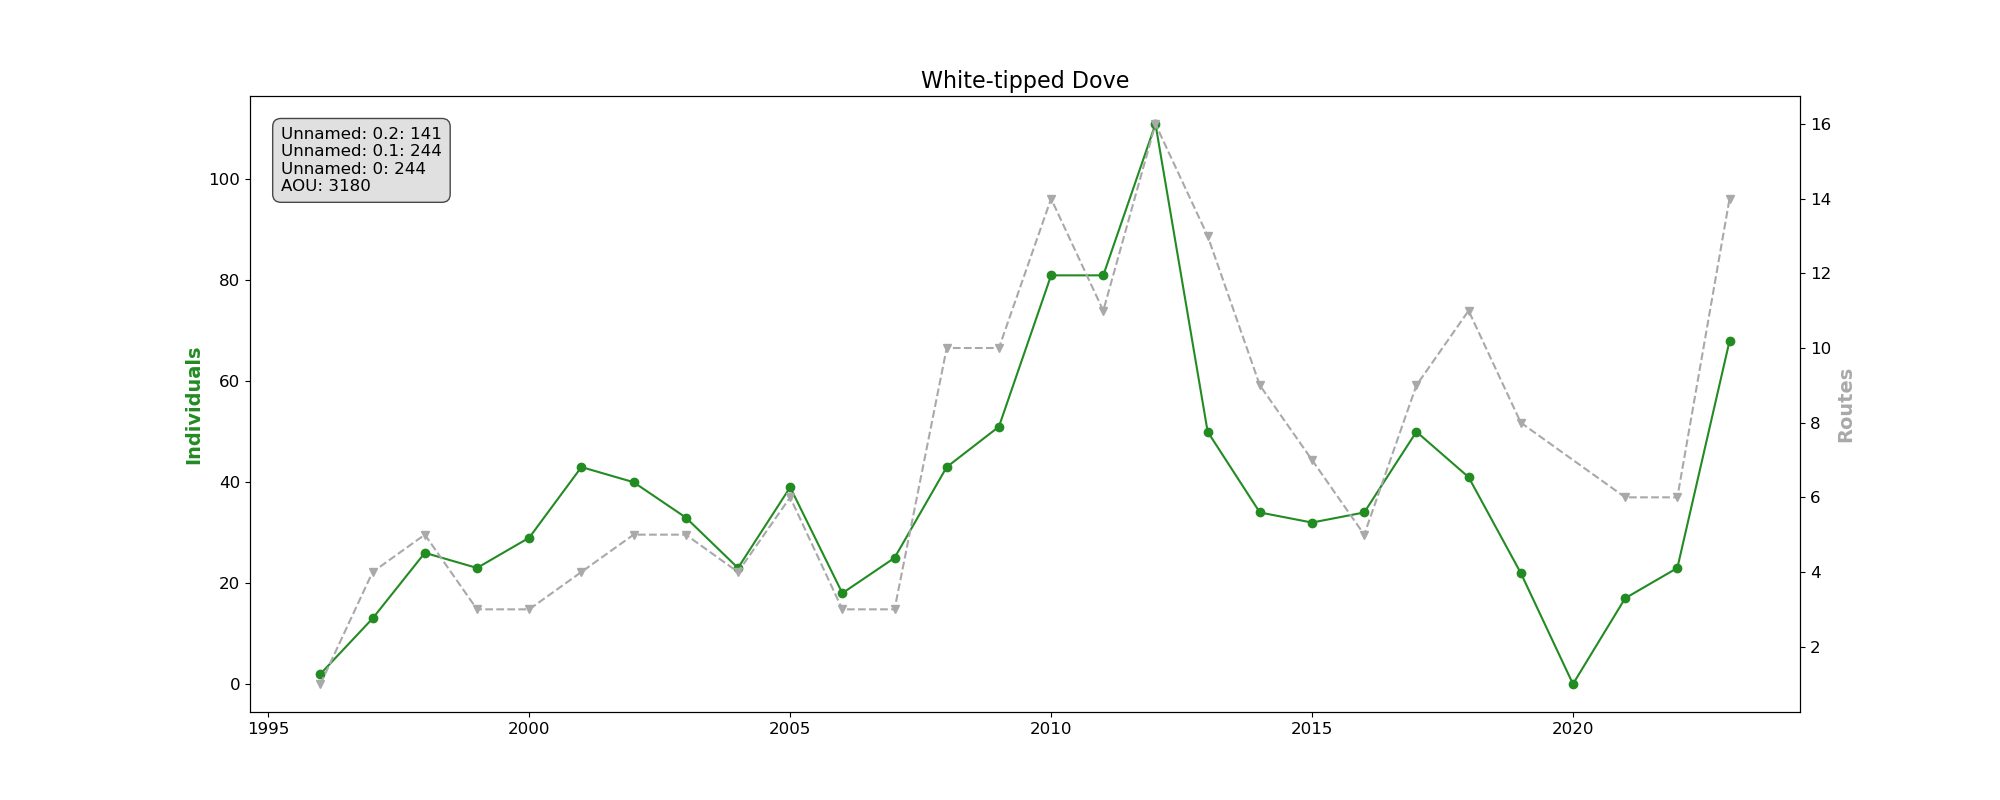 White-tipped Dove
Unnamed: 0.2: 141
Unnamed: 0.1: 244
Unnamed: 0: 244
AOU: 3180
Individuals
100
80
60
40
20
0
16
14
12
10
8
6
4
2
Routes
1995 2000 2005 2010 2015 2020